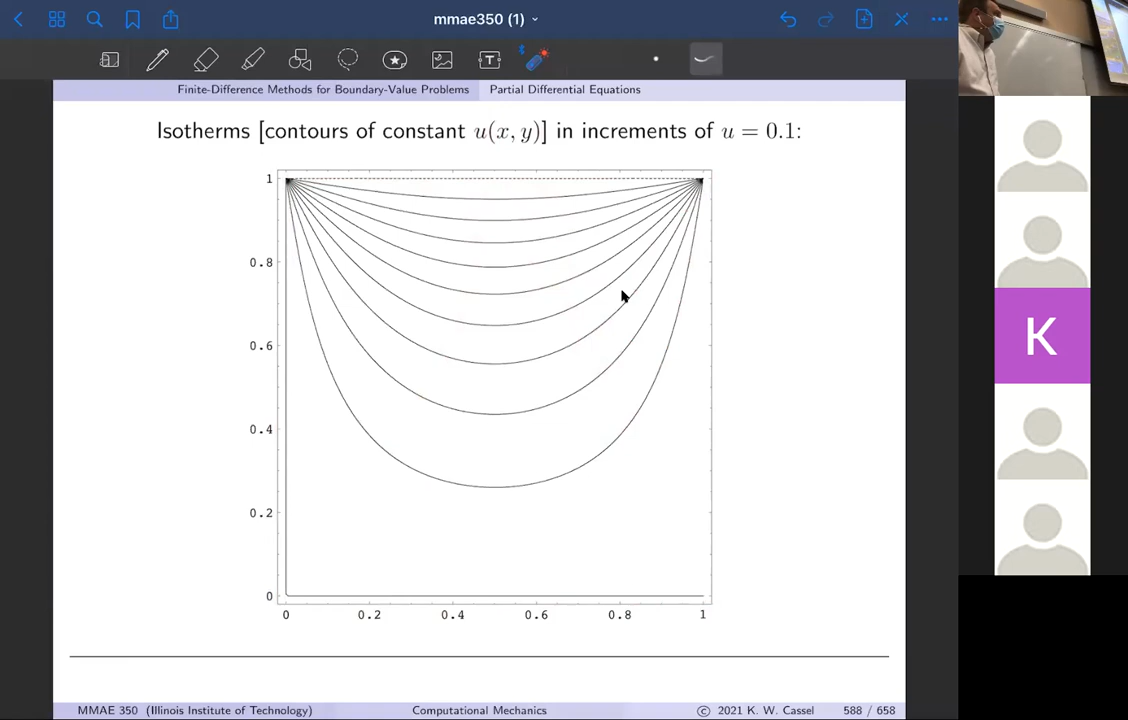 mmae350 (1)
Finite-Difference Methods for Boundary-Value Problems Partial Differential Equations
Isotherms [contours of constant u(x, y)] in increments of u = 0.1:
1
0.8
0.6
0.4
0.2
0
0 0.2 0.4 0.6 0.8 1
K
MMAE 350 (Illinois Institute of Technology) Computational Mechanics © 2021 K. W. Cassel 588 / 658